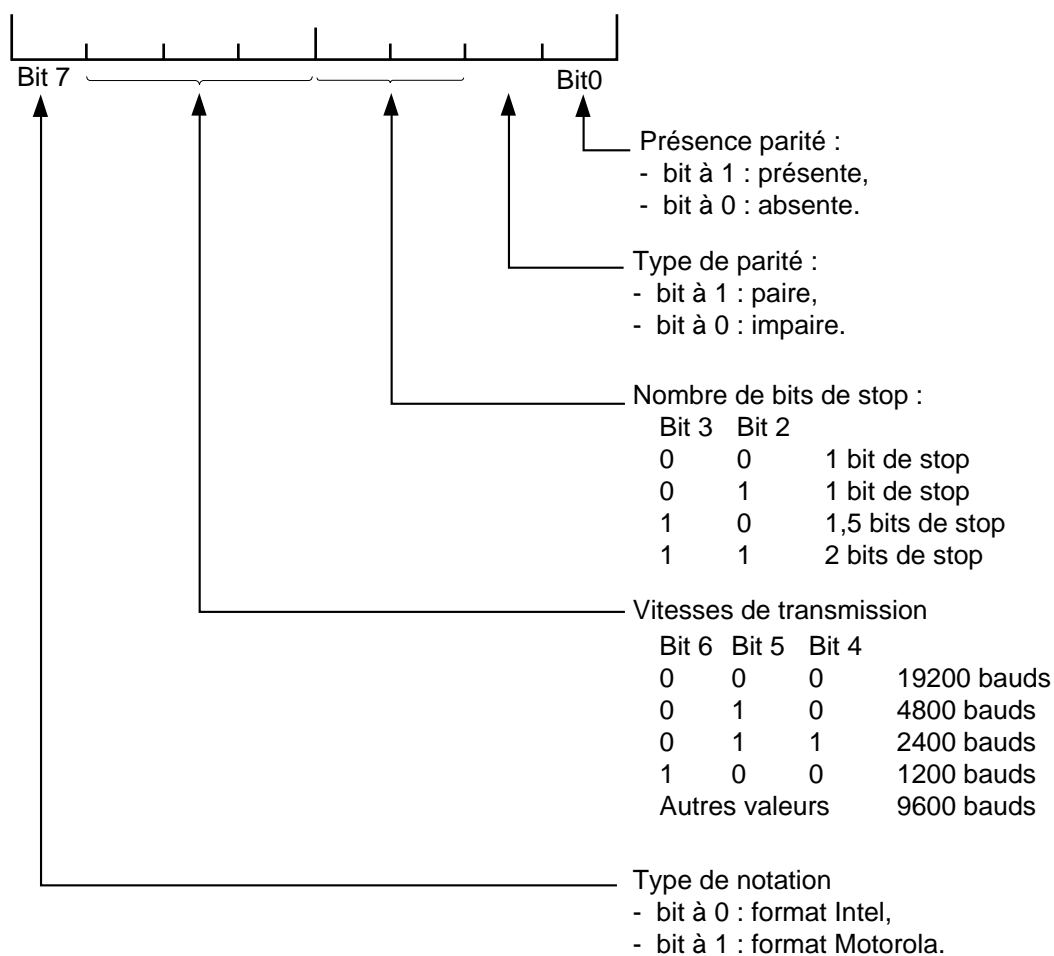 Bit 7 Bit0
Présence parité :
- bit à 1 : présente,
- bit à 0 : absente.
Type de parité :
- bit à 1 : paire,
- bit à 0 : impaire.
Nombre de bits de stop :
Bit 3 Bit 2
0 0 1 bit de stop
0 1 1 bit de stop
1 0 1,5 bits de stop
1 1 2 bits de stop
Vitesses de transmission
Bit 6 Bit 5 Bit 4
0 0 0 19200 bauds
0 1 0 4800 bauds
0 1 1 2400 bauds
1 0 0 1200 bauds
Autres valeurs 9600 bauds
Type de notation
- bit à 0 : format Intel,
- bit à 1 : format Motorola.